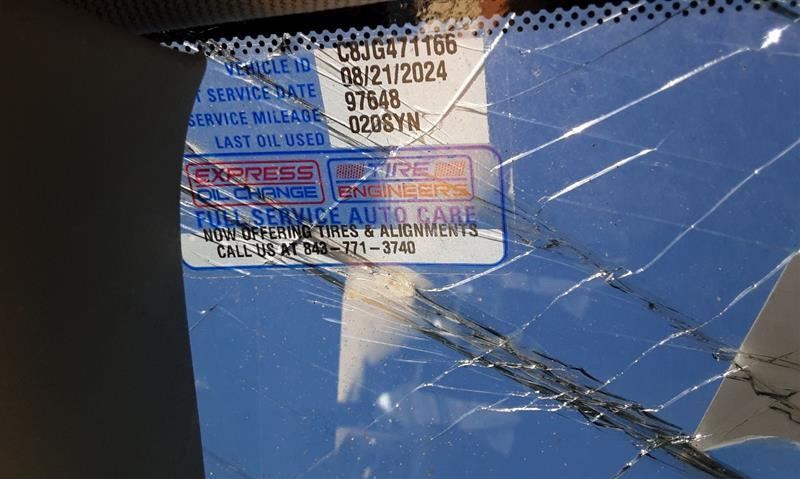 VEHICLE ID C8JG471166
T SERVICE DATE 08/21/2024
SERVICE MILEAGE 97648
LAST OIL USED 020SYN
EXPRESS OIL CHANGE
TIRE ENGINEERS
FULL SERVICE AUTO CARE
NOW OFFERING TIRES & ALIGNMENTS
CALL US AT 843-771-3740